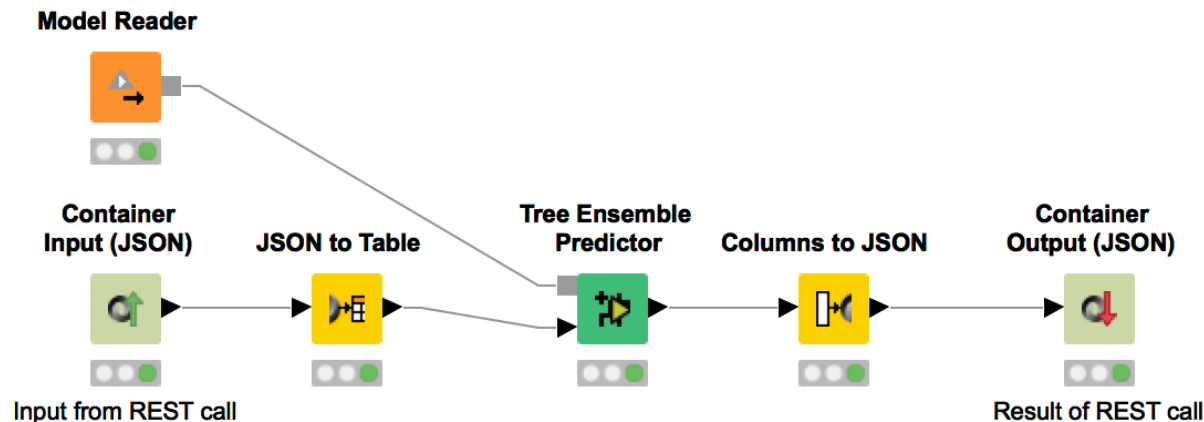 Model Reader
Container
Input (JSON)
JSON to Table
Tree Ensemble
Predictor
Columns to JSON
Container
Output (JSON)
Input from REST call
Result of REST call